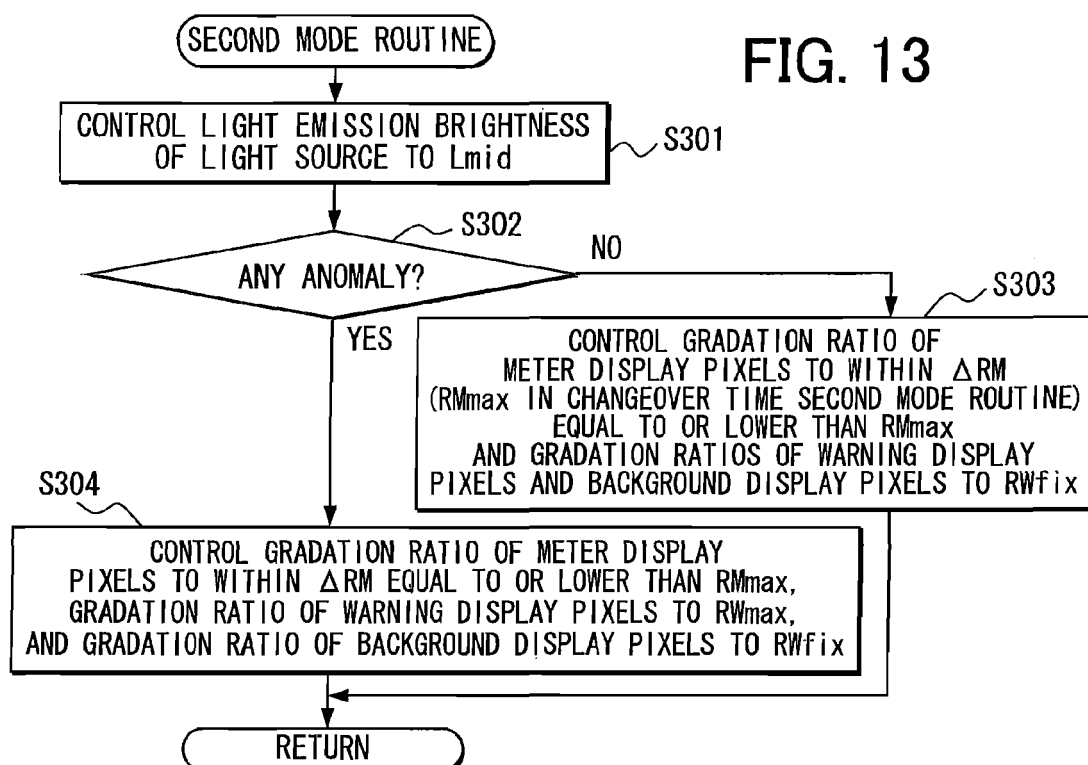 FIG. 13
SECOND MODE ROUTINE
CONTROL LIGHT EMISSION BRIGHTNESS
OF LIGHT SOURCE TO Lmid
S301
S302
ANY ANOMALY?
NO
YES
S303
CONTROL GRADATION RATIO OF
METER DISPLAY PIXELS TO WITHIN ΔRM
(RMmax IN CHANGEOVER TIME SECOND MODE ROUTINE)
EQUAL TO OR LOWER THAN RMmax
AND GRADATION RATIOS OF WARNING DISPLAY
PIXELS AND BACKGROUND DISPLAY PIXELS TO RWfix
S304
CONTROL GRADATION RATIO OF METER DISPLAY
PIXELS TO WITHIN ΔRM EQUAL TO OR LOWER THAN RMmax,
GRADATION RATIO OF WARNING DISPLAY PIXELS TO RWmax,
AND GRADATION RATIO OF BACKGROUND DISPLAY PIXELS TO RWfix
RETURN